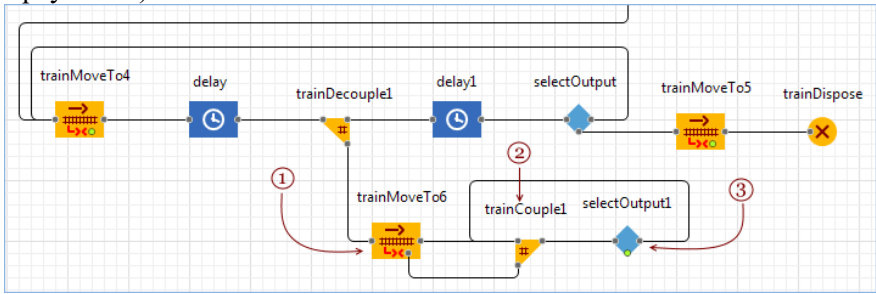 trainMoveTo4
delay
trainDecouple1
delay1
selectOutput
trainMoveTo5
trainDispose
①
②
③
trainMoveTo6
trainCouple1
selectOutput1